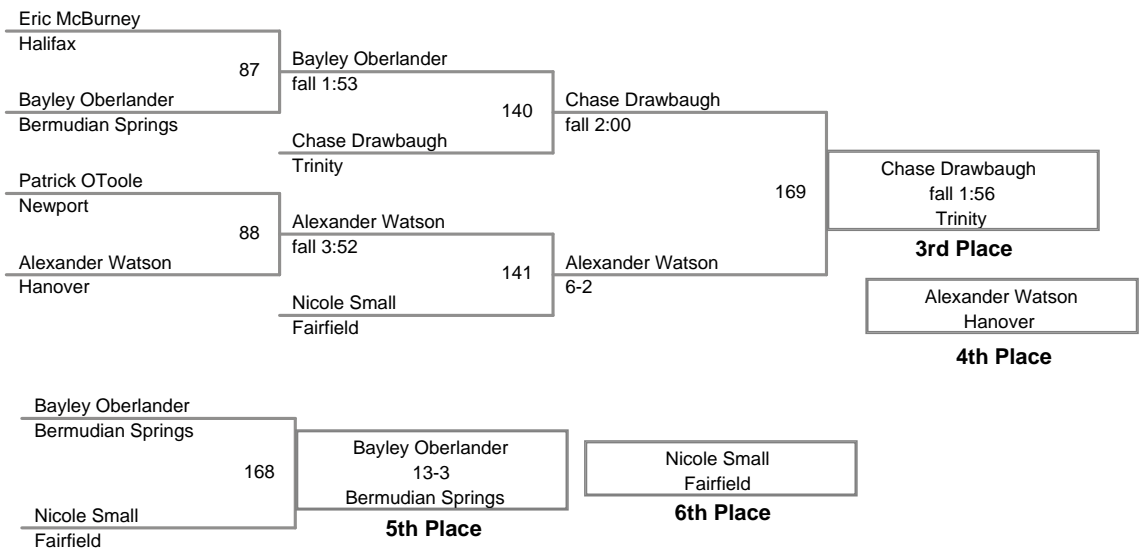 Eric McBurney
Halifax
87
Bayley Oberlander
fall 1:53
Bayley Oberlander
Bermudian Springs
140
Chase Drawbaugh
fall 2:00
Chase Drawbaugh
Trinity
Patrick OToole
Newport
88
Alexander Watson
fall 3:52
Alexander Watson
Hanover
141
Alexander Watson
6-2
Nicole Small
Fairfield
169
Chase Drawbaugh
fall 1:56
Trinity
3rd Place
Alexander Watson
Hanover
4th Place
Bayley Oberlander
Bermudian Springs
168
Nicole Small
Fairfield
Bayley Oberlander
13-3
Bermudian Springs
5th Place
Nicole Small
Fairfield
6th Place